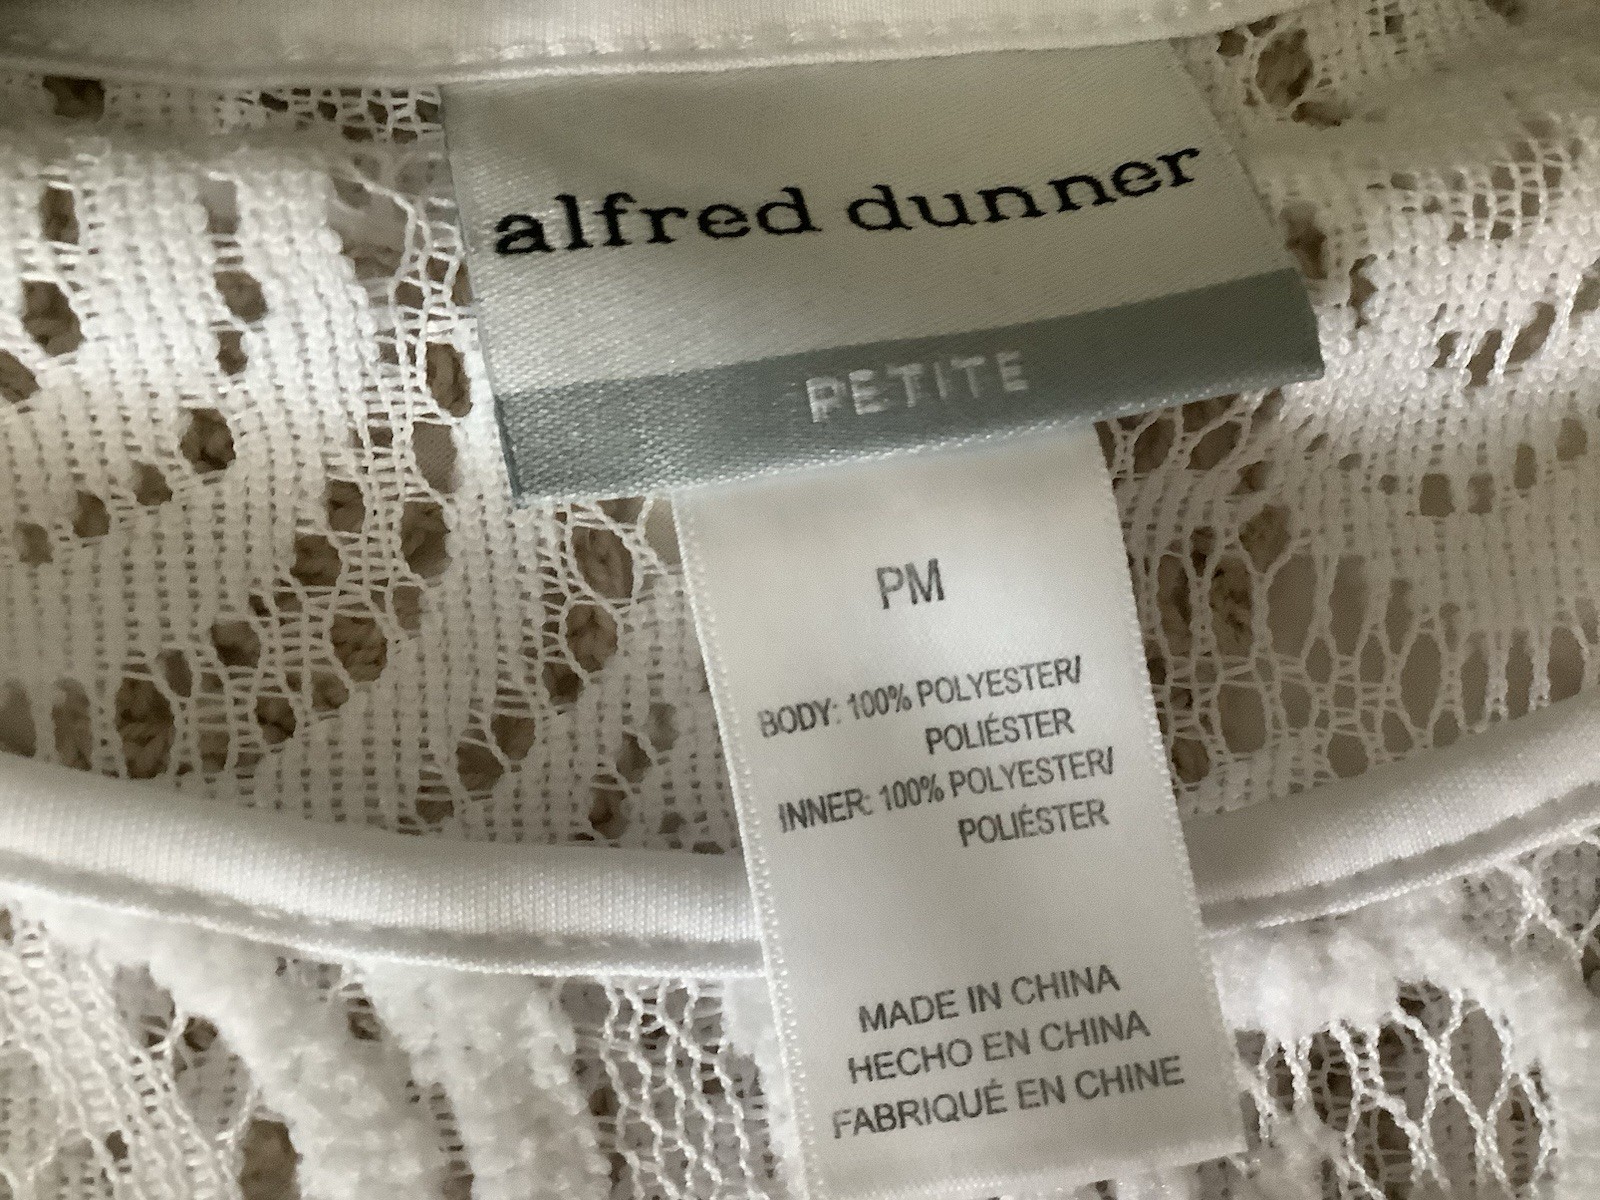 alfred dunner
PETITE
PM
BODY: 100% POLYESTER/
POLIÉSTER
INNER: 100% POLYESTER/
POLIÉSTER
MADE IN CHINA
HECHO EN CHINA
FABRIQUÉ EN CHINE